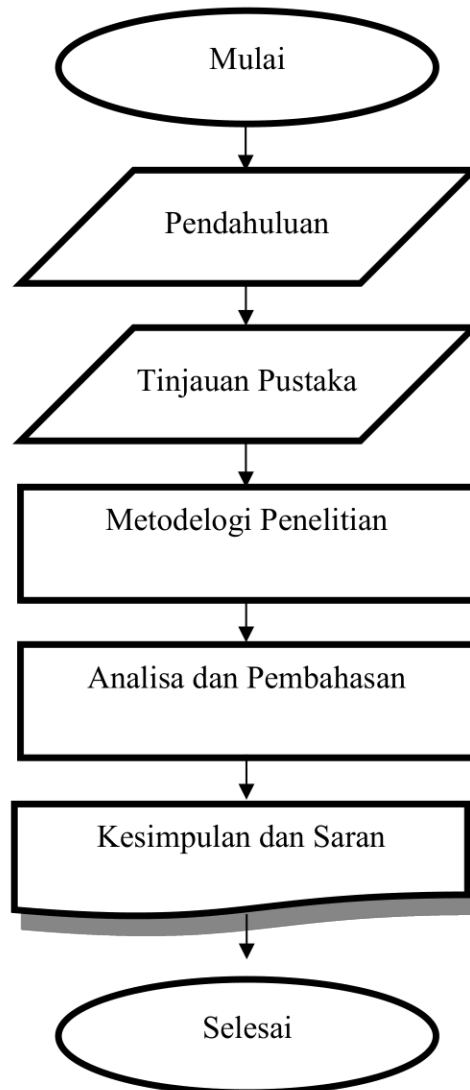 Mulai
Pendahuluan
Tinjauan Pustaka
Metodelogi Penelitian
Analisa dan Pembahasan
Kesimpulan dan Saran
Selesai